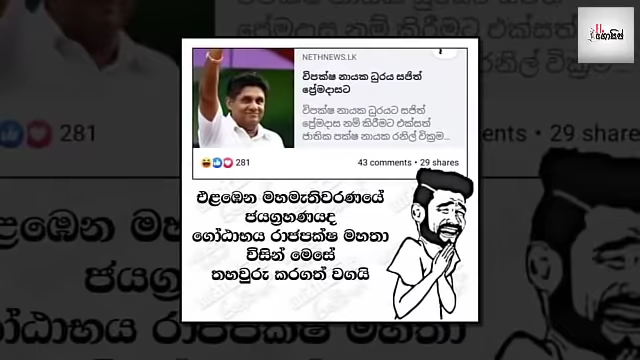 ගොසිප්
NETHNEWS.LK
විපක්ෂ නායක ධුරය සජිත්
ප්‍රේමදාසට
විපක්ෂ නායක ධුරයට සජිත්
ප්‍රේමදාස නම් කිරීමට එක්සත්
ජාතික පක්ෂ නායක රනිල් වික්‍රම...
281
43 comments • 29 shares
එළඹෙන මහමැතිවරණයේ
ජයග්‍රහණයද
ගෝඨාභය රාජපක්ෂ මහතා
විසින් මෙසේ
තහවුරු කරගත් වගයි